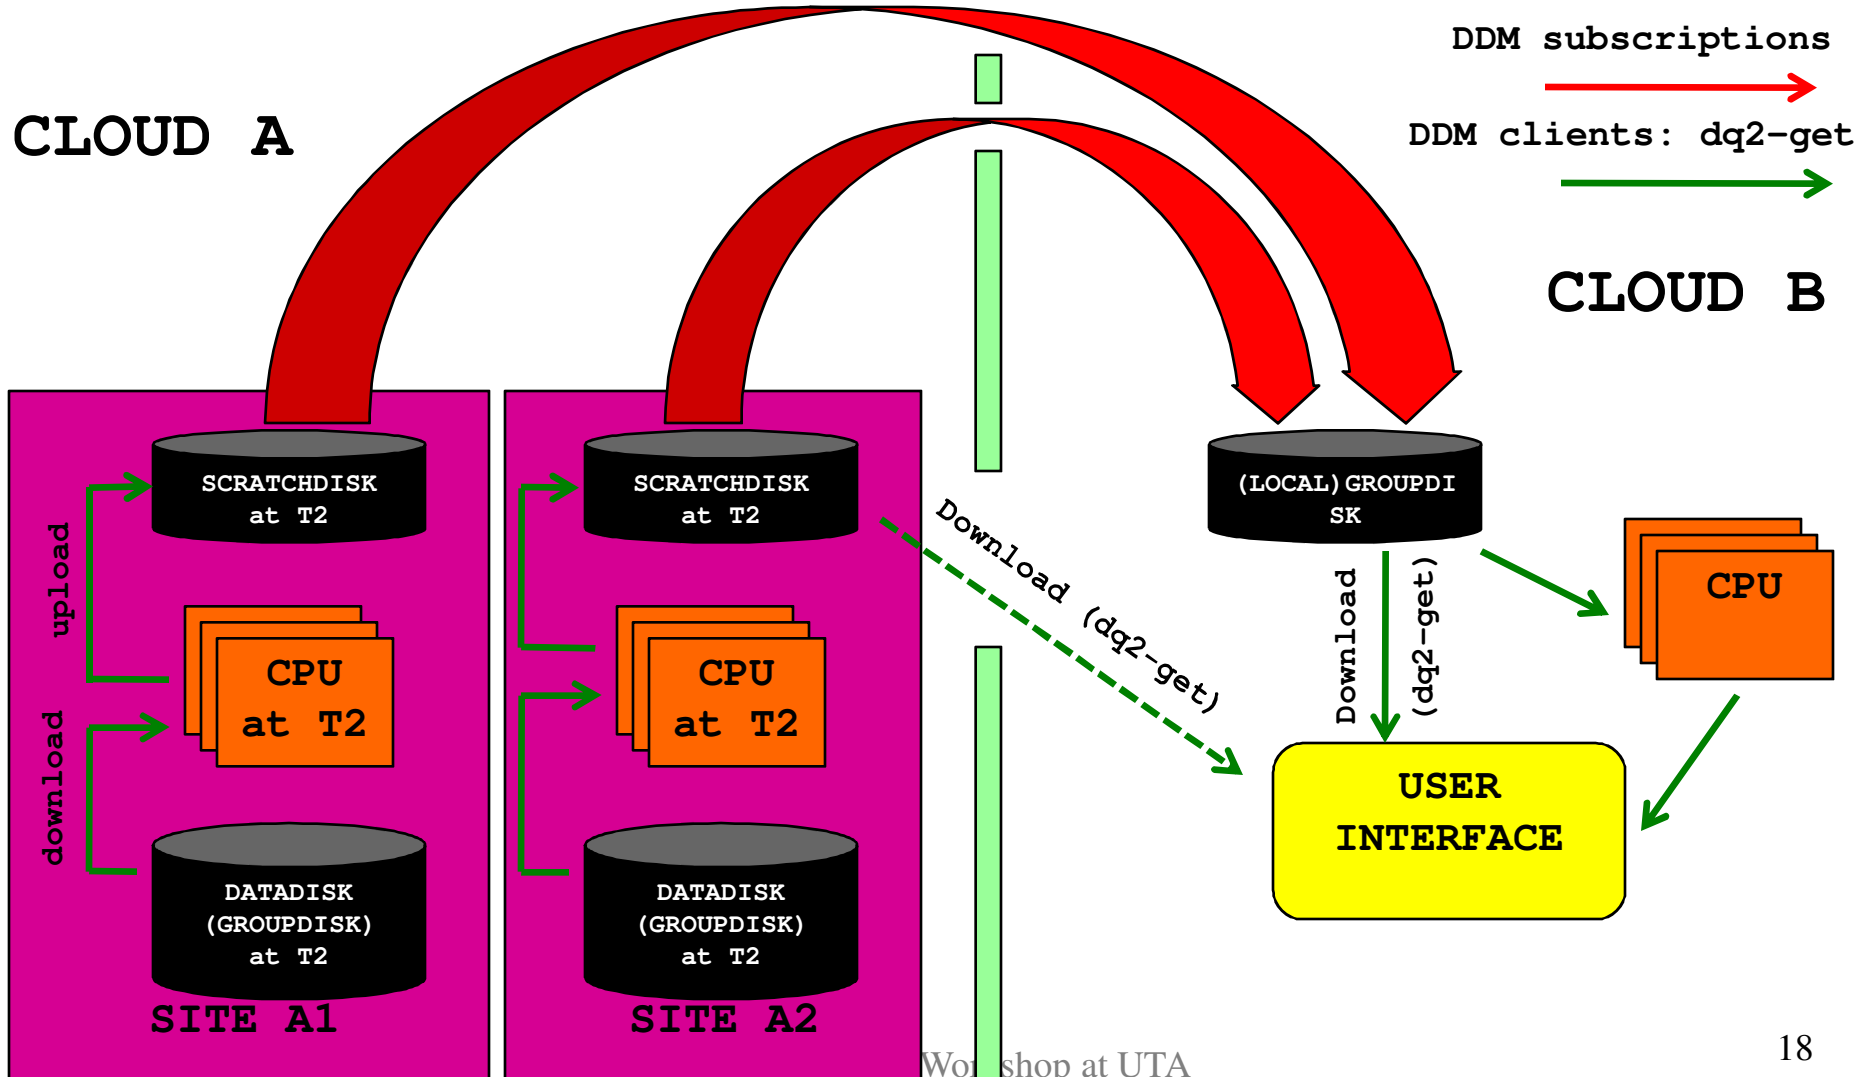 DDM subscriptions
CLOUD A
DDM clients: dq2-get
CLOUD B
SCRATCHDISK
at T2
SCRATCHDISK
at T2
(LOCAL)GROUPDI
SK
upload
Download (dq2-get)
Download
(dq2-get)
CPU
CPU
at T2
CPU
at T2
download
USER
INTERFACE
DATADISK
(GROUPDISK)
at T2
DATADISK
(GROUPDISK)
at T2
SITE A1
SITE A2
at UTA
18